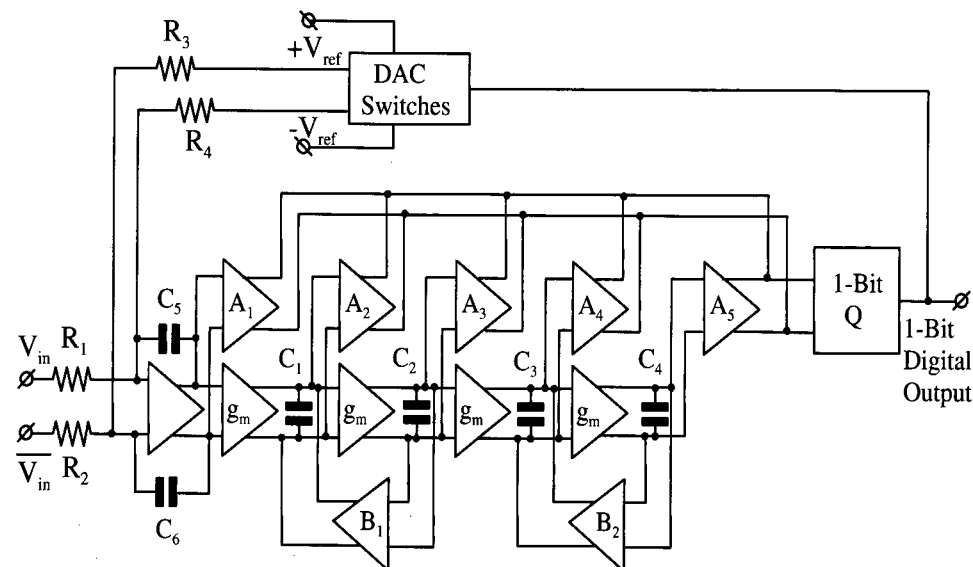 R3
+Vref
DAC
Switches
R4
-Vref
A1
A2
A3
A4
A5
1-Bit
Q
C5
Vin
R1
C1
C2
C3
C4
1-Bit
Digital
Output
gm
gm
gm
gm
Vin
R2
C6
B1
B2